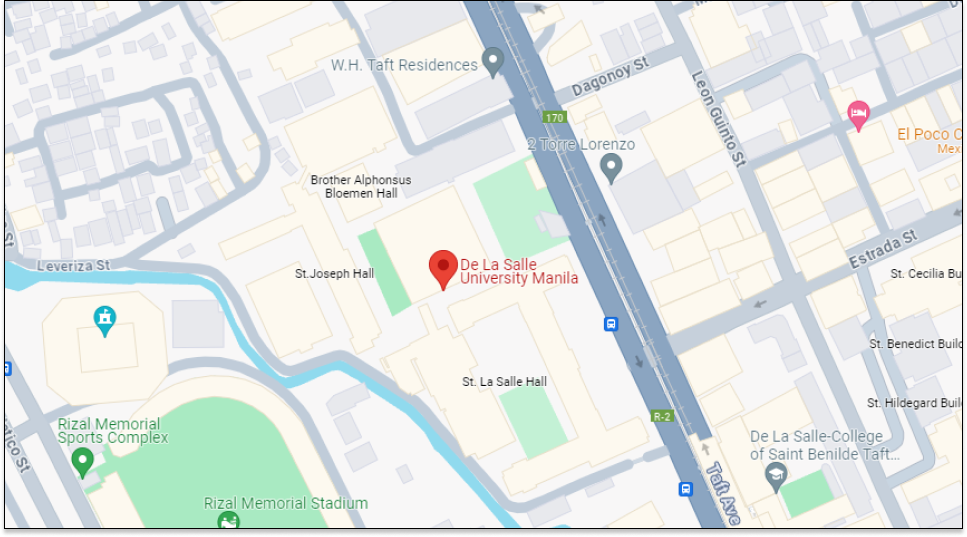 W.H. Taft Residences
Dagonoy St
Leon Guinto St
170
2 Torre Lorenzo
El Poco C
Mex
Brother Alphonsus
Bloemen Hall
St
Leveriza St
St.Joseph Hall
De La Salle
University Manila
Estrada St
St. Cecilia Bu
St. Benedict Build
St. La Salle Hall
St. Hildegard Build
R-2
Rizal Memorial
Sports Complex
De La Salle-College
of Saint Benilde Taft...
tico St
Taft Ave
Rizal Memorial Stadium